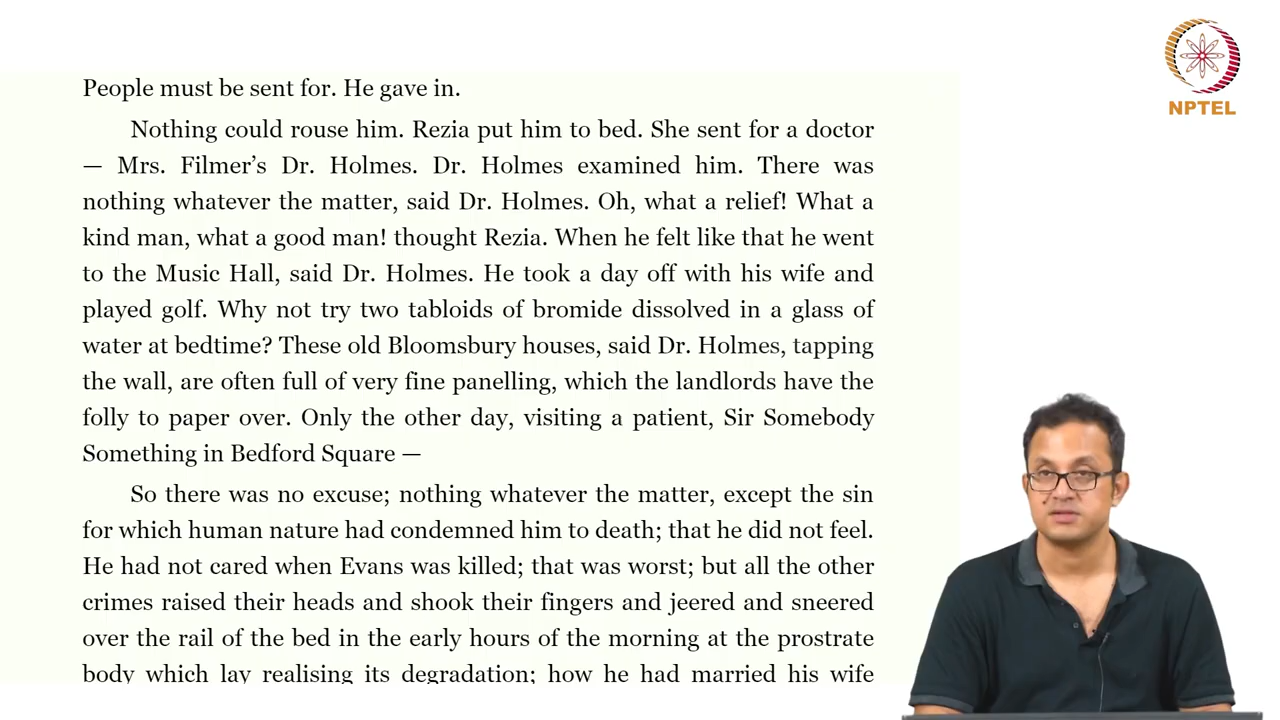 People must be sent for. He gave in.
Nothing could rouse him. Rezia put him to bed. She sent for a doctor
— Mrs. Filmer’s Dr. Holmes. Dr. Holmes examined him. There was
nothing whatever the matter, said Dr. Holmes. Oh, what a relief! What a
kind man, what a good man! thought Rezia. When he felt like that he went
to the Music Hall, said Dr. Holmes. He took a day off with his wife and
played golf. Why not try two tabloids of bromide dissolved in a glass of
water at bedtime? These old Bloomsbury houses, said Dr. Holmes, tapping
the wall, are often full of very fine panelling, which the landlords have the
folly to paper over. Only the other day, visiting a patient, Sir Somebody
Something in Bedford Square —
So there was no excuse; nothing whatever the matter, except the sin
for which human nature had condemned him to death; that he did not feel.
He had not cared when Evans was killed; that was worst; but all the other
crimes raised their heads and shook their fingers and jeered and sneered
over the rail of the bed in the early hours of the morning at the prostrate
body which lay realising its degradation; how he had married his wife
NPTEL